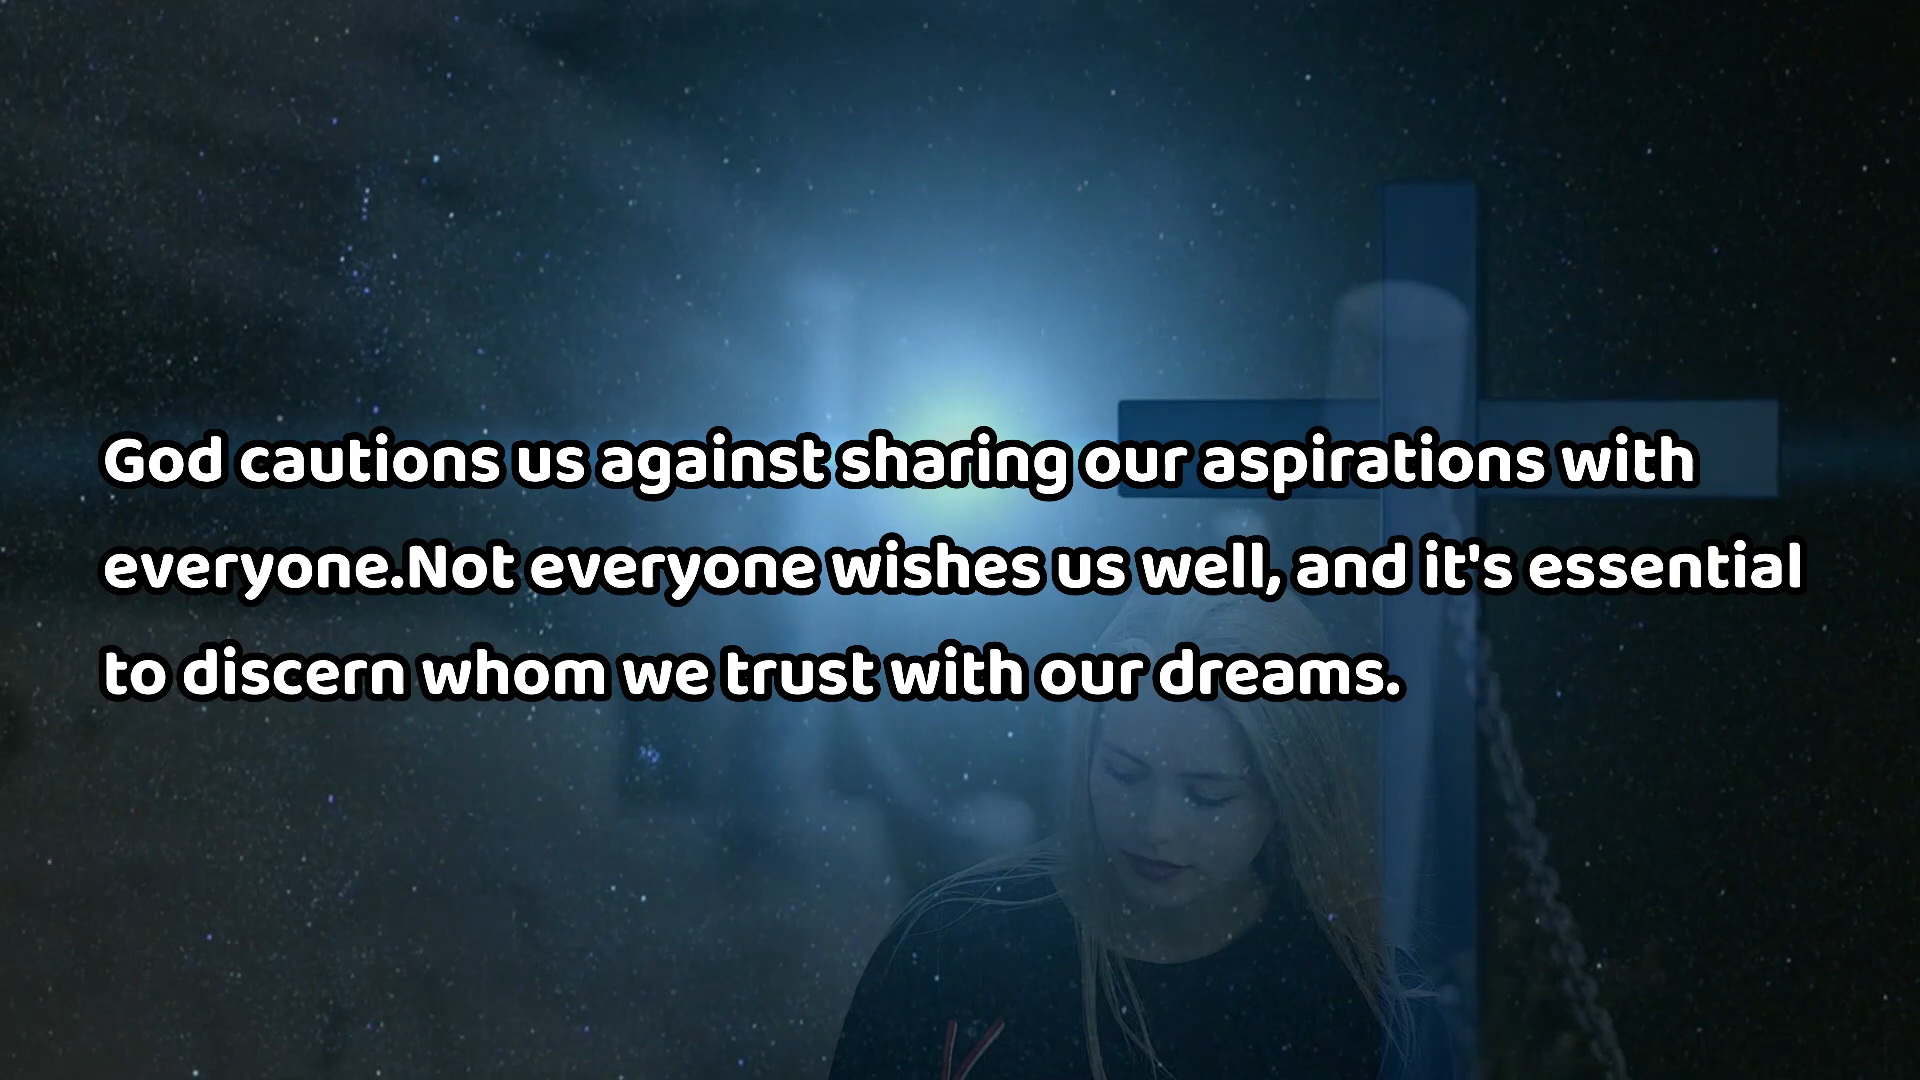 God cautions us against sharing our aspirations with
everyone.Not everyone wishes us well, and it's essential
to discern whom we trust with our dreams.